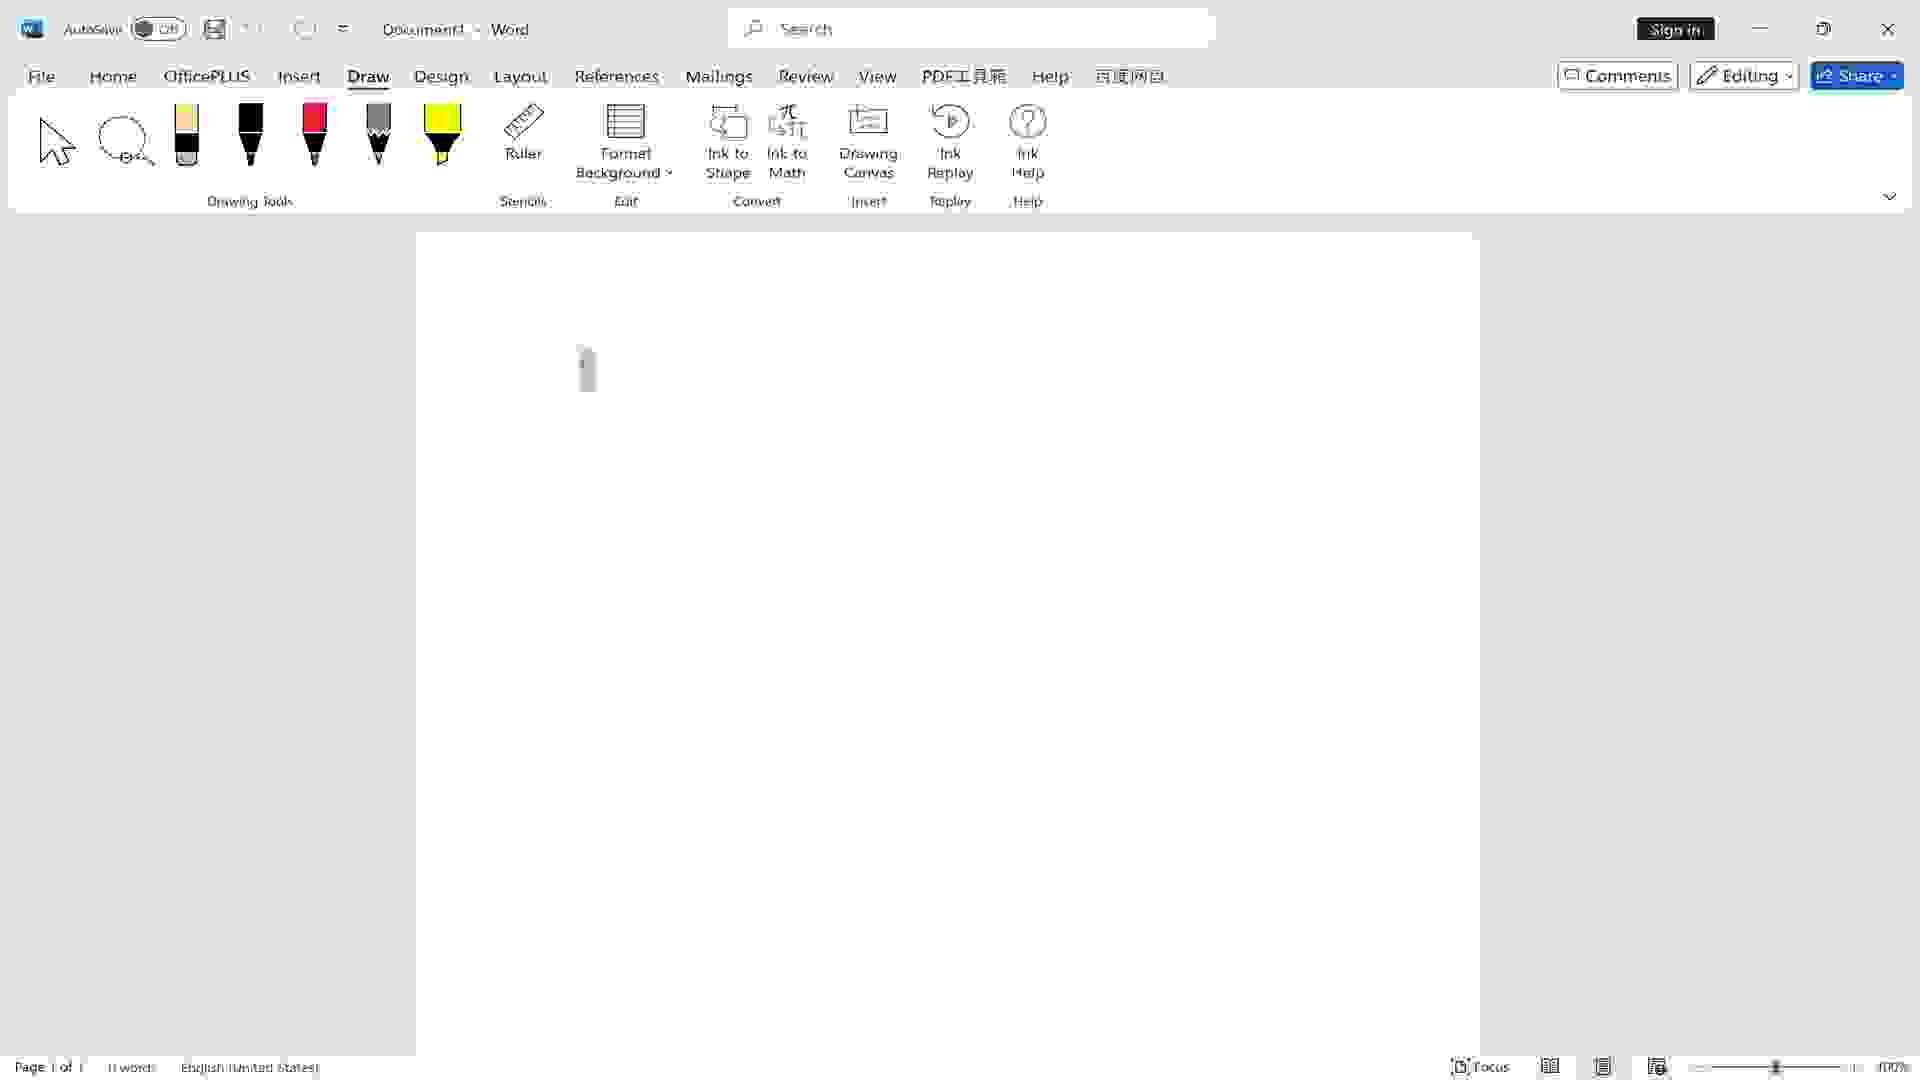 AutoSave Off Document1 - Word Search Sign in
File Home OfficePLUS Insert Draw Design Layout References Mailings Review View PDF工具箱 Help 百度网盘 Comments Editing Share
Ruler Format Background Ink to Shape Ink to Math Drawing Canvas Ink Replay Ink Help
Drawing Tools Stencils Edit Convert Insert Replay Help
Page 1 of 1 0 words English (United States) Focus 100%